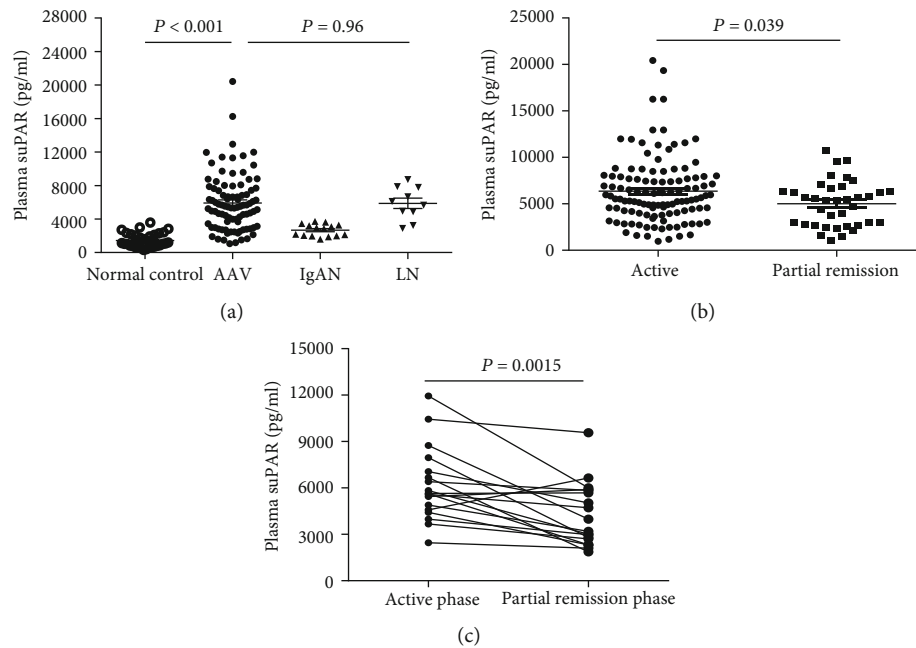 P < 0.001
P = 0.96
Plasma suPAR (pg/ml)
28000
24000
20000
16000
12000
8000
4000
0
Normal control
AAV
IgAN
LN
(a)
P = 0.039
Plasma suPAR (pg/ml)
25000
20000
15000
10000
5000
0
Active
Partial remission
(b)
P = 0.0015
Plasma suPAR (pg/ml)
15000
12000
9000
6000
3000
0
Active phase
Partial remission phase
(c)